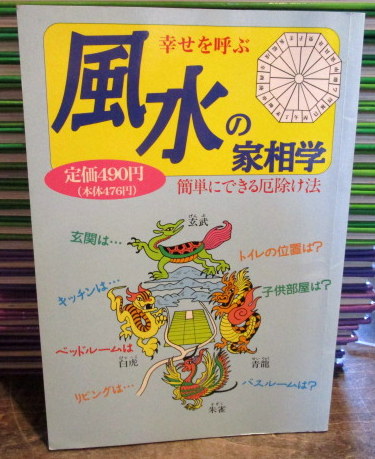 幸せを呼ぶ
風水の
家相学
定価490円
(本体476円)
簡単にできる厄除け法
玄武
玄関は…
トイレの位置は?
キッチンは…
子供部屋は?
ベッドルームは
白虎
青龍
リビングは…
バスルームは?
朱雀